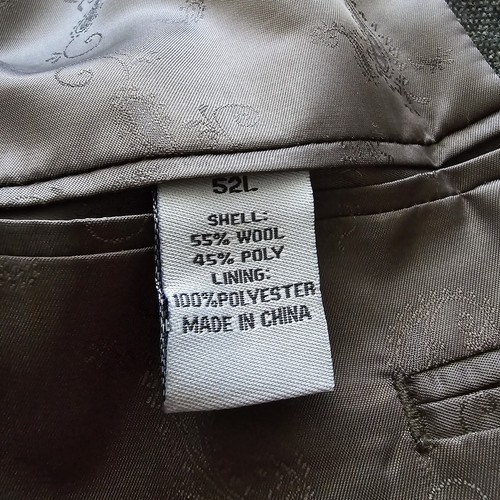 52L
SHELL:
55% WOOL
45% POLY
LINING:
100%POLYESTER
MADE IN CHINA